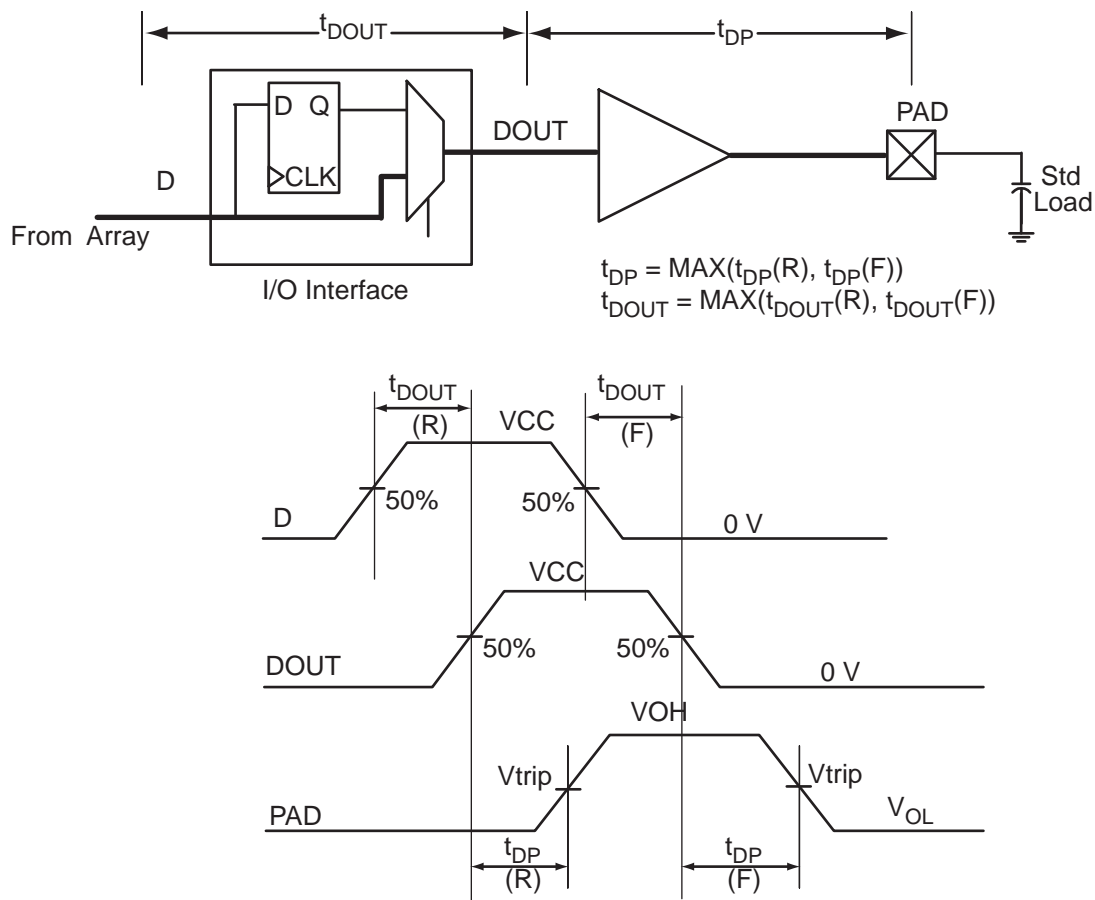 tDOUT
tDP
D Q
CLK
D
From Array
I/O Interface
DOUT
PAD
Std
Load
tDP = MAX(tDP(R), tDP(F))
tDOUT = MAX(tDOUT(R), tDOUT(F))
tDOUT
(R)
VCC
tDOUT
(F)
50%
50%
D
0 V
VCC
50%
50%
DOUT
0 V
VOH
Vtrip
Vtrip
PAD
VOL
tDP
(R)
tDP
(F)